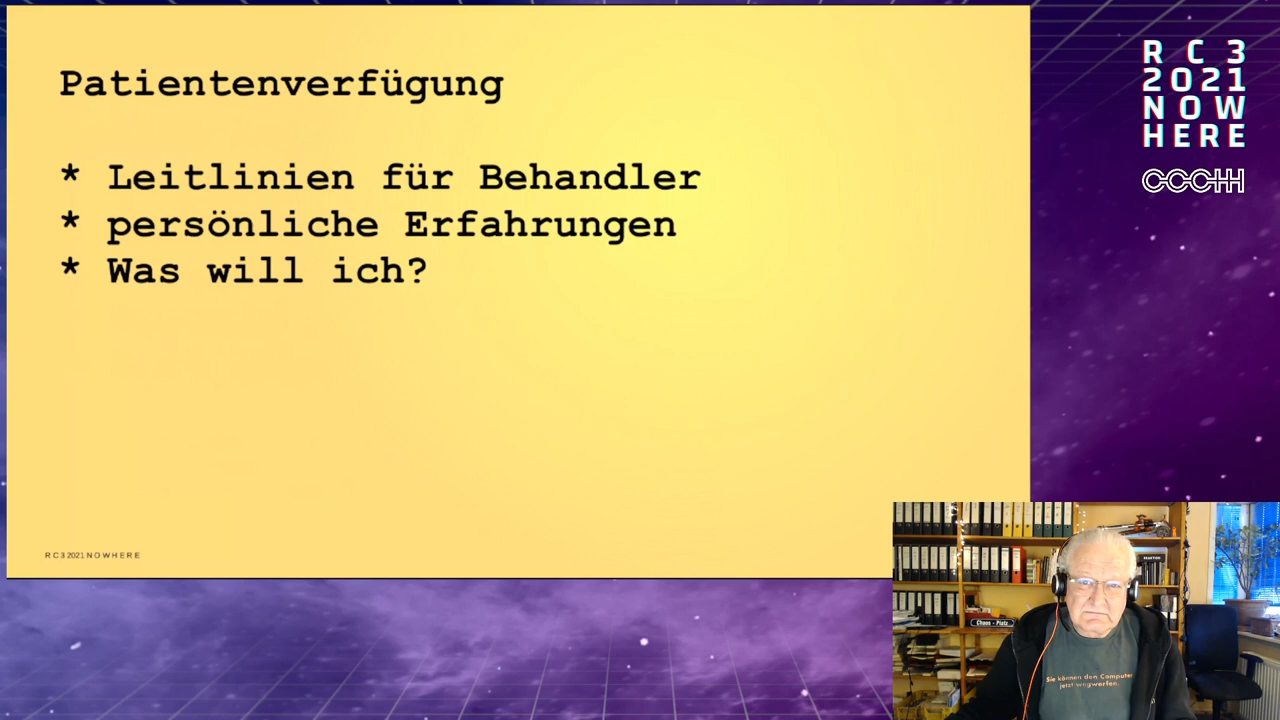 Patientenverfügung
* Leitlinien für Behandler
* persönliche Erfahrungen
* Was will ich?
RC3 2021 NOWHERE
R C 3
2021
NOW
HERE
CCCHH
Chaos - Platz
Sie können den Computer
jetzt wegwerfen.